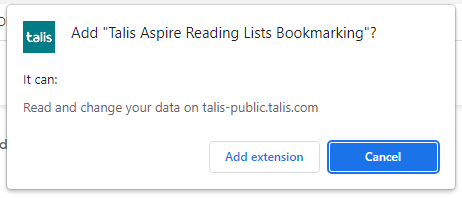 talis
Add "Talis Aspire Reading Lists Bookmarking"?
It can:
Read and change your data on talis-public.talis.com
Add extension
Cancel